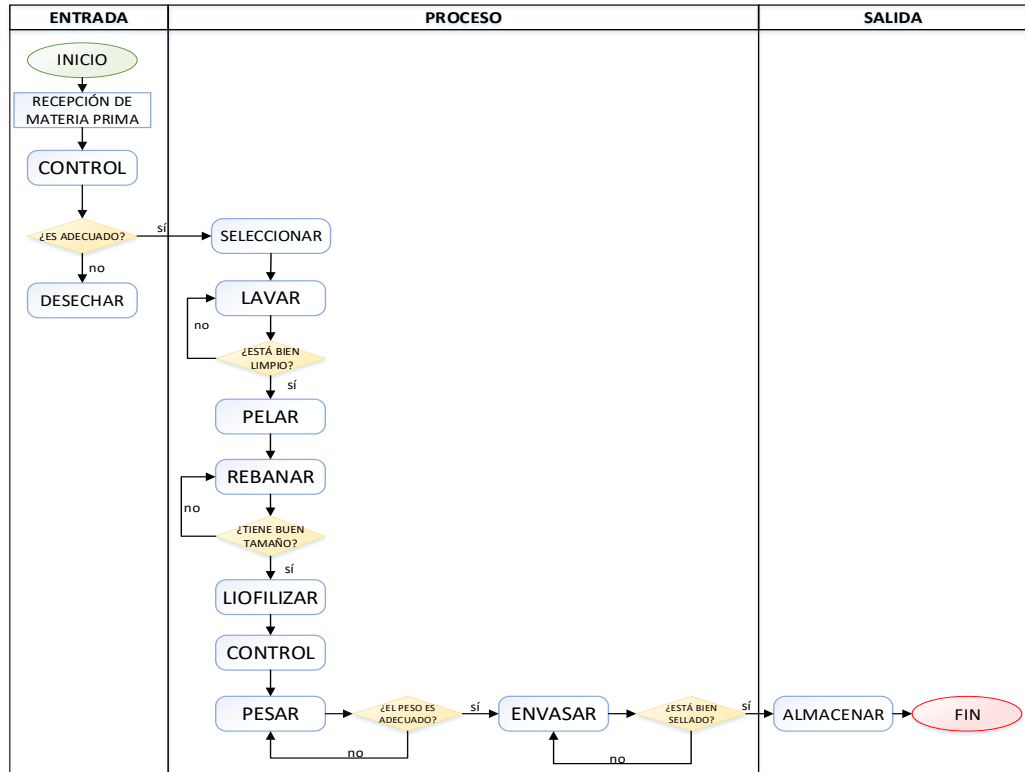 ENTRADA
PROCESO
SALIDA
INICIO
RECEPCIÓN DE
MATERIA PRIMA
CONTROL
¿ES ADECUADO?
sí
no
DESECHAR
SELECCIONAR
LAVAR
no
¿ESTÁ BIEN
LIMPIO?
sí
PELAR
REBANAR
no
¿TIENE BUEN
TAMAÑO?
sí
LIOFILIZAR
CONTROL
PESAR
¿EL PESO ES
ADECUADO?
sí
no
ENVASAR
¿ESTÁ BIEN
SELLADO?
sí
no
ALMACENAR
FIN